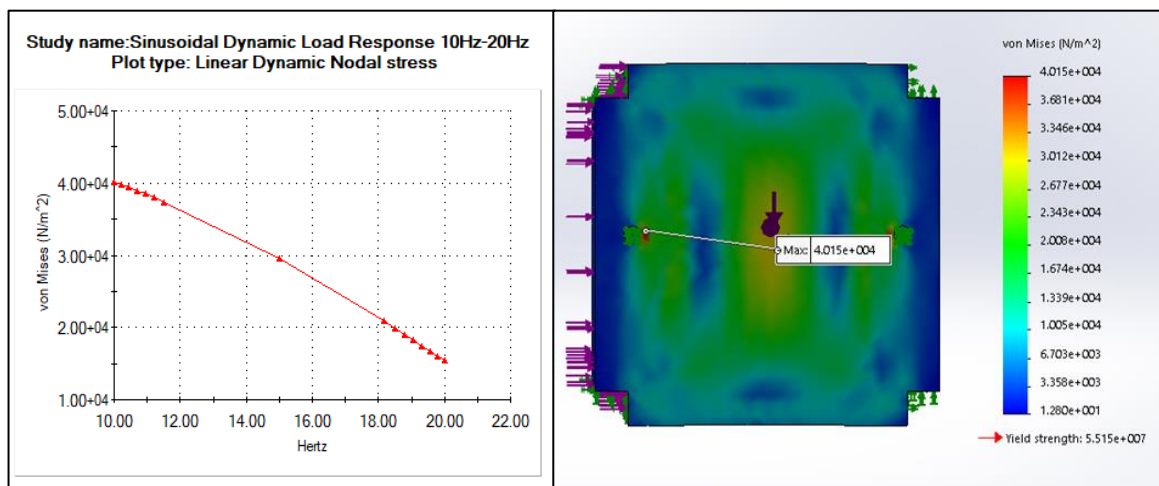 Study name:Sinusoidal Dynamic Load Response 10Hz-20Hz
Plot type: Linear Dynamic Nodal stress
von Mises (N/m^2)
5.00+04
4.00+04
3.00+04
2.00+04
1.00+04
10.00 12.00 14.00 16.00 18.00 20.00 22.00
Hertz
von Mises (N/m^2)
4.015e+004
3.681e+004
3.346e+004
3.012e+004
2.677e+004
2.343e+004
2.008e+004
1.674e+004
1.339e+004
1.005e+004
6.703e+003
3.358e+003
1.280e+001
Yield strength: 5.515e+007
Max: 4.015e+004